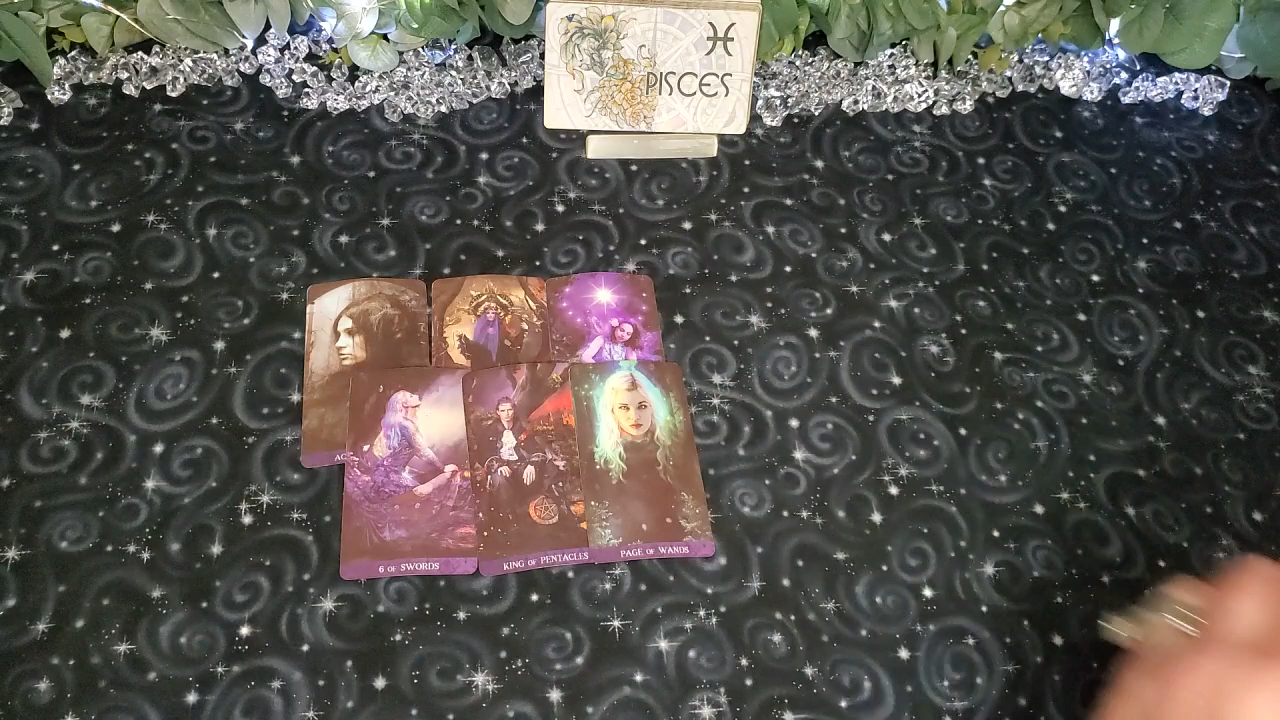 ♓
PISCES
6 OF SWORDS
KING OF PENTACLES
PAGE OF WANDS